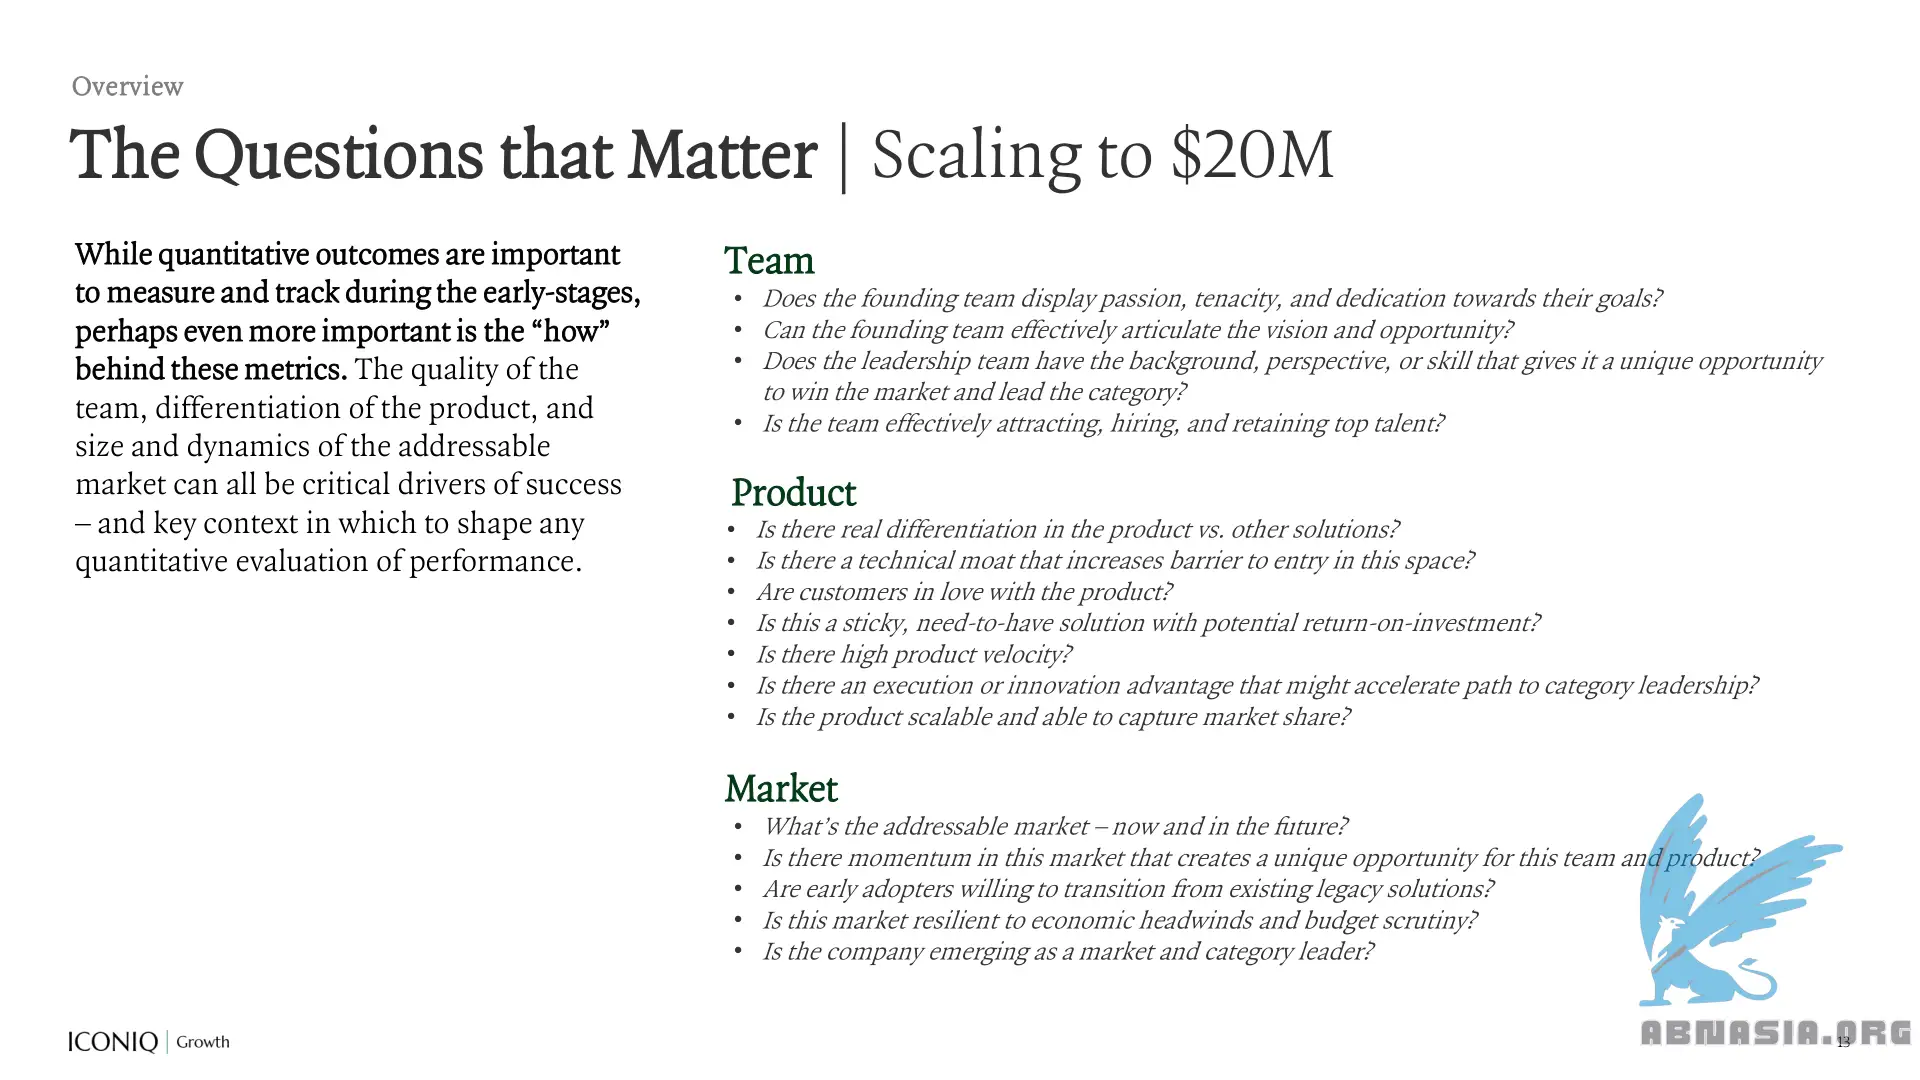 Overview
The Questions that Matter | Scaling to $20M
While quantitative outcomes are important
to measure and track during the early-stages,
perhaps even more important is the “how”
behind these metrics. The quality of the
team, differentiation of the product, and
size and dynamics of the addressable
market can all be critical drivers of success
– and key context in which to shape any
quantitative evaluation of performance.
Team
• Does the founding team display passion, tenacity, and dedication towards their goals?
• Can the founding team effectively articulate the vision and opportunity?
• Does the leadership team have the background, perspective, or skill that gives it a unique opportunity
to win the market and lead the category?
• Is the team effectively attracting, hiring, and retaining top talent?
Product
• Is there real differentiation in the product vs. other solutions?
• Is there a technical moat that increases barrier to entry in this space?
• Are customers in love with the product?
• Is this a sticky, need-to-have solution with potential return-on-investment?
• Is there high product velocity?
• Is there an execution or innovation advantage that might accelerate path to category leadership?
• Is the product scalable and able to capture market share?
Market
• What’s the addressable market – now and in the future?
• Is there momentum in this market that creates a unique opportunity for this team and product?
• Are early adopters willing to transition from existing legacy solutions?
• Is this market resilient to economic headwinds and budget scrutiny?
• Is the company emerging as a market and category leader?
ICONIQ | Growth
ABNASIA.ORG
13